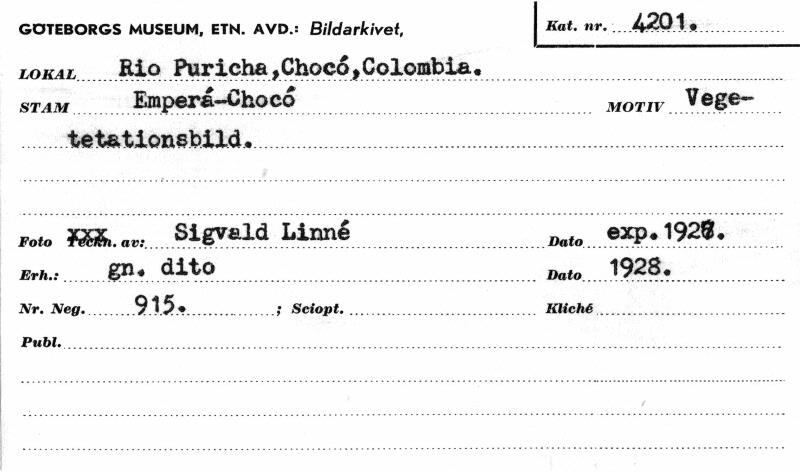 GÖTEBORGS MUSEUM, ETN. AVD.: Bildarkivet, Kat. nr. 4201.
LOKAL Rio Puricha,Chocó,Colombia.
STAM Emperá-Chocó MOTIV Vege-
tetationsbild.
Foto Teckn. av: Sigvald Linné Dato exp.1927.
Erh.: gn. dito Dato 1928.
Nr. Neg. 915. ; Sciopt. Kliché
Publ.